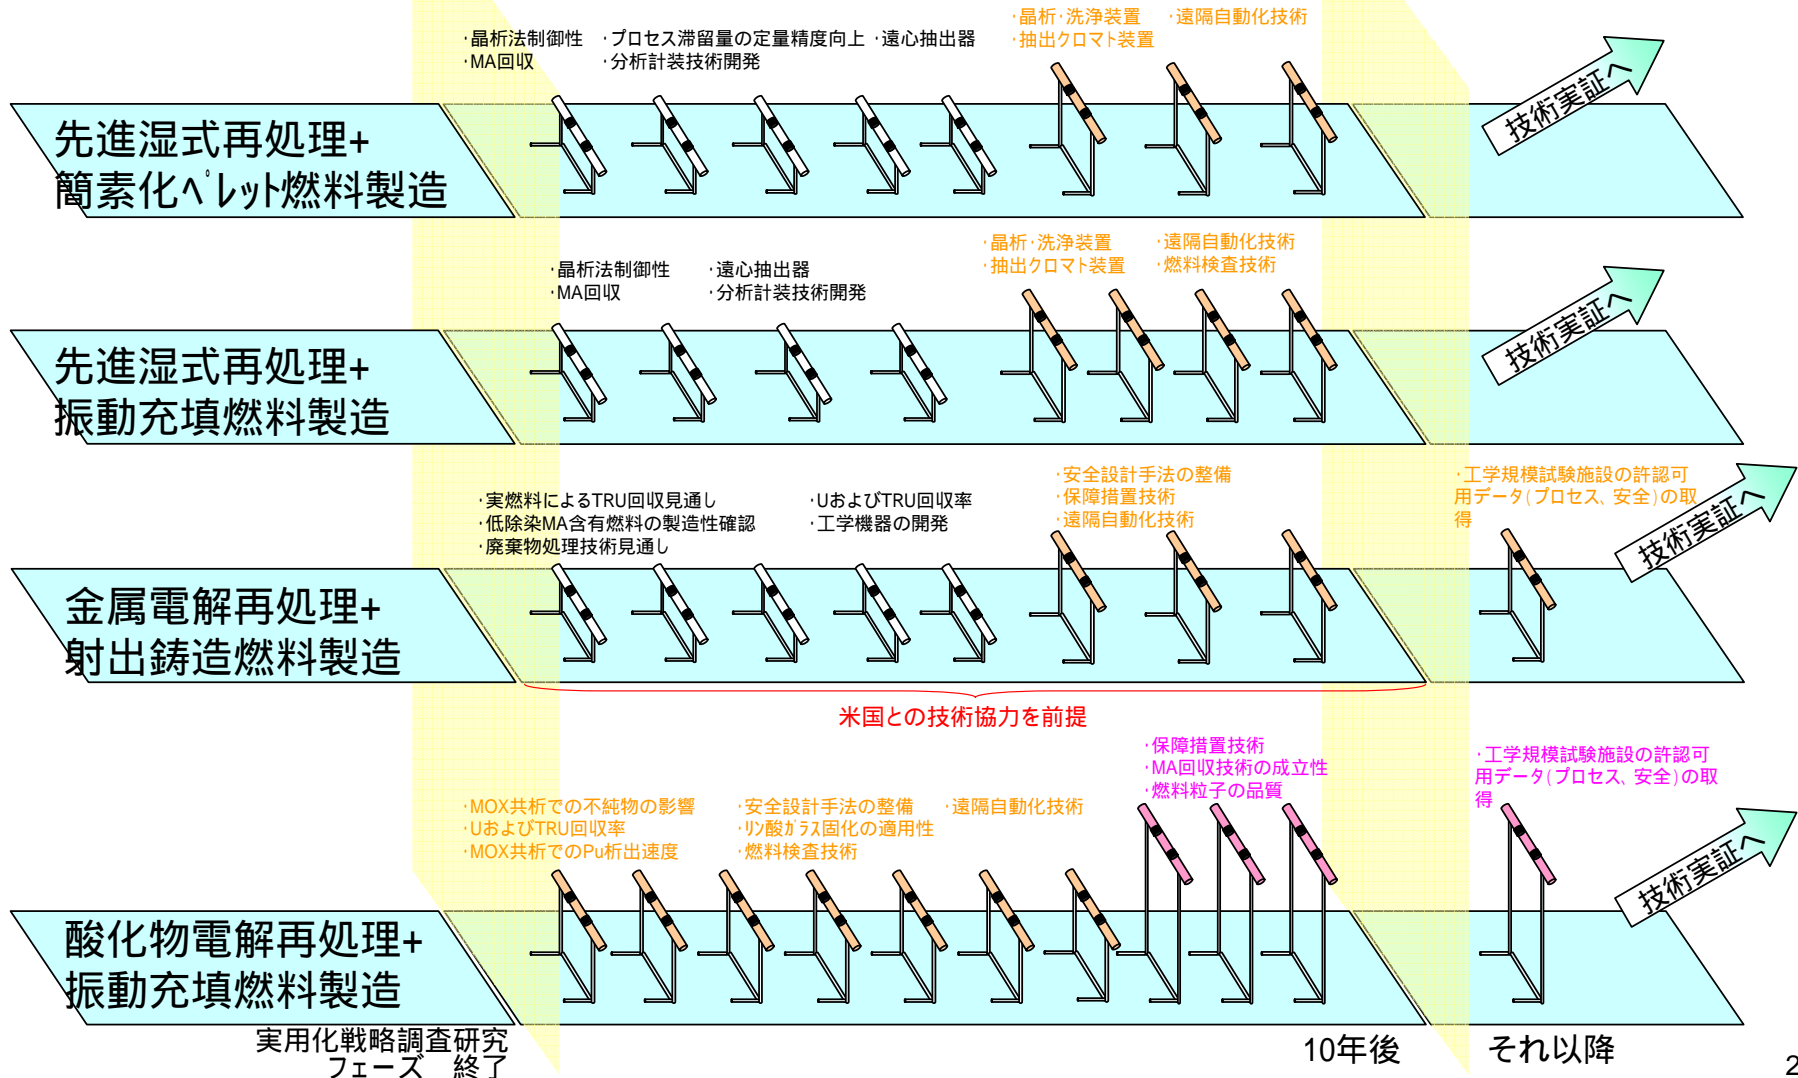 ・晶析法制御性 ・プロセス滞留量の定量精度向上 ・遠心抽出器
・MA回収 ・分析計装技術開発
・晶析・洗浄装置 ・遠隔自動化技術
・抽出クロマト装置
先進湿式再処理+
簡素化ペレット燃料製造
技術実証へ
・晶析法制御性 ・遠心抽出器
・MA回収 ・分析計装技術開発
・晶析・洗浄装置 ・遠隔自動化技術
・抽出クロマト装置 ・燃料検査技術
先進湿式再処理+
振動充填燃料製造
技術実証へ
・実燃料によるTRU回収見通し ・UおよびTRU回収率
・低除染MA含有燃料の製造性確認 ・工学機器の開発
・廃棄物処理技術見通し
・安全設計手法の整備
・保障措置技術
・遠隔自動化技術
・工学規模試験施設の許認可
用データ(プロセス、安全)の取
得
金属電解再処理+
射出鋳造燃料製造
技術実証へ
米国との技術協力を前提
・MOX共析での不純物の影響 ・安全設計手法の整備 ・遠隔自動化技術
・UおよびTRU回収率 ・リン酸ガラス固化の適用性
・MOX共析でのPu析出速度 ・燃料検査技術
・保障措置技術
・MA回収技術の成立性
・燃料粒子の品質
・工学規模試験施設の許認可
用データ(プロセス、安全)の取
得
酸化物電解再処理+
振動充填燃料製造
技術実証へ
実用化戦略調査研究
フェーズ 終了
10年後
それ以降
2